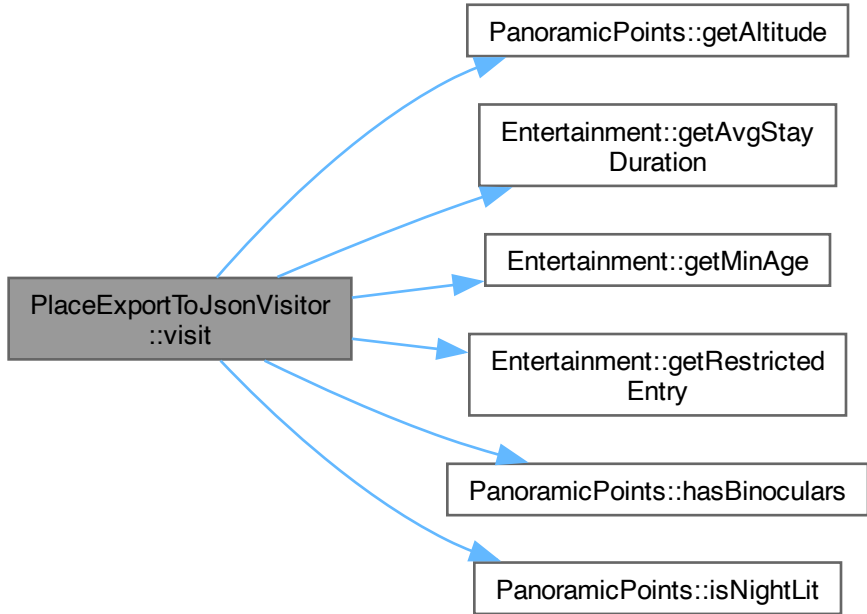 PanoramicPoints::getAltitude
Entertainment::getAvgStay
Duration
Entertainment::getMinAge
PlaceExportToJsonVisitor
::visit
Entertainment::getRestricted
Entry
PanoramicPoints::hasBinoculars
PanoramicPoints::isNightLit